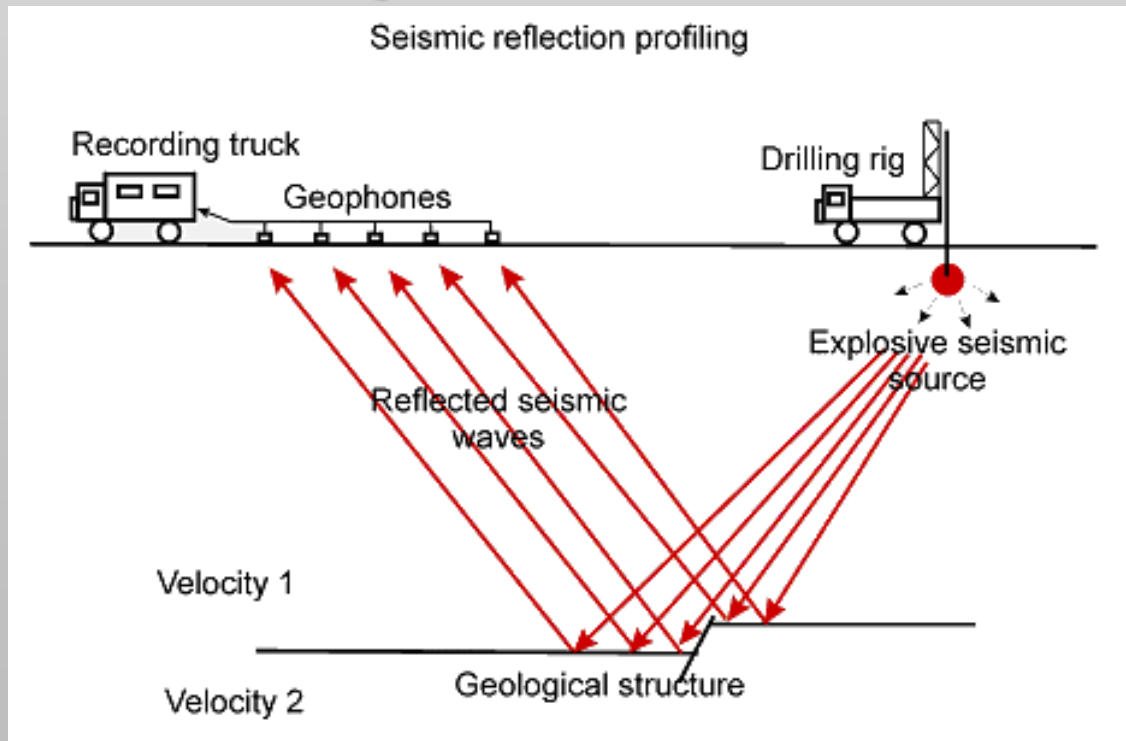 Seismic reflection profiling
Recording truck
Geophones
Drilling rig
Explosive seismic
source
Reflected seismic
waves
Velocity 1
Geological structure
Velocity 2